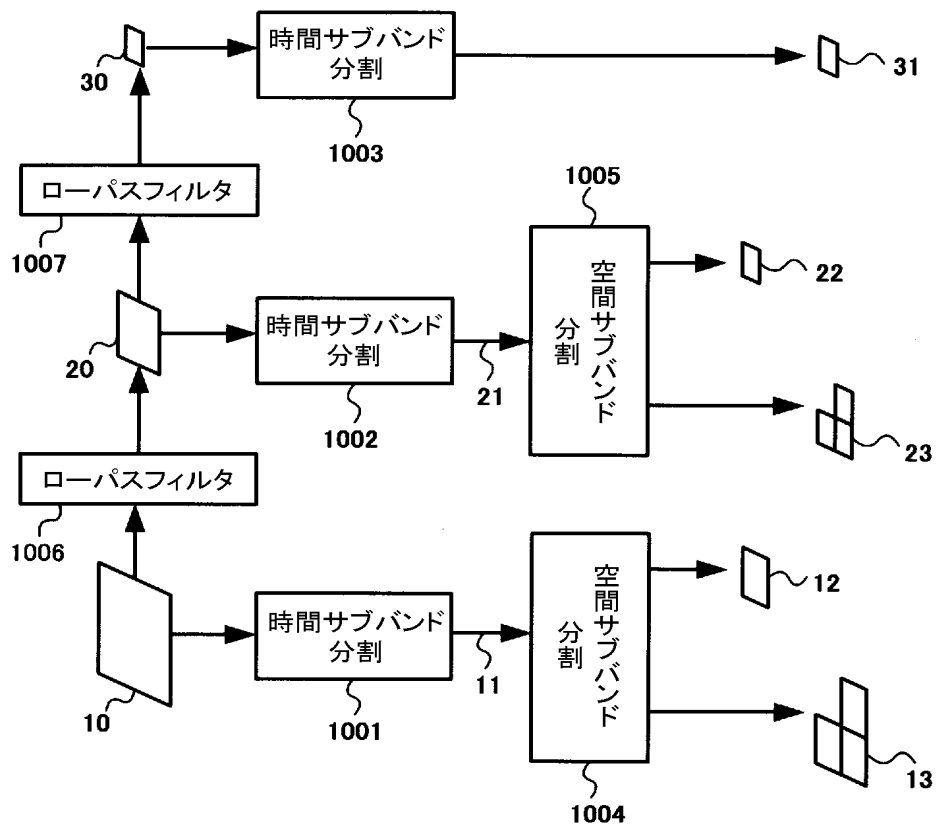 30
時間サブバンド
分割
1003
31
ローパスフィルタ
1007
1005
空間サブバンド
分割
22
20
時間サブバンド
分割
1002
21
23
ローパスフィルタ
1006
空間サブバンド
分割
12
10
時間サブバンド
分割
1001
11
1004
13